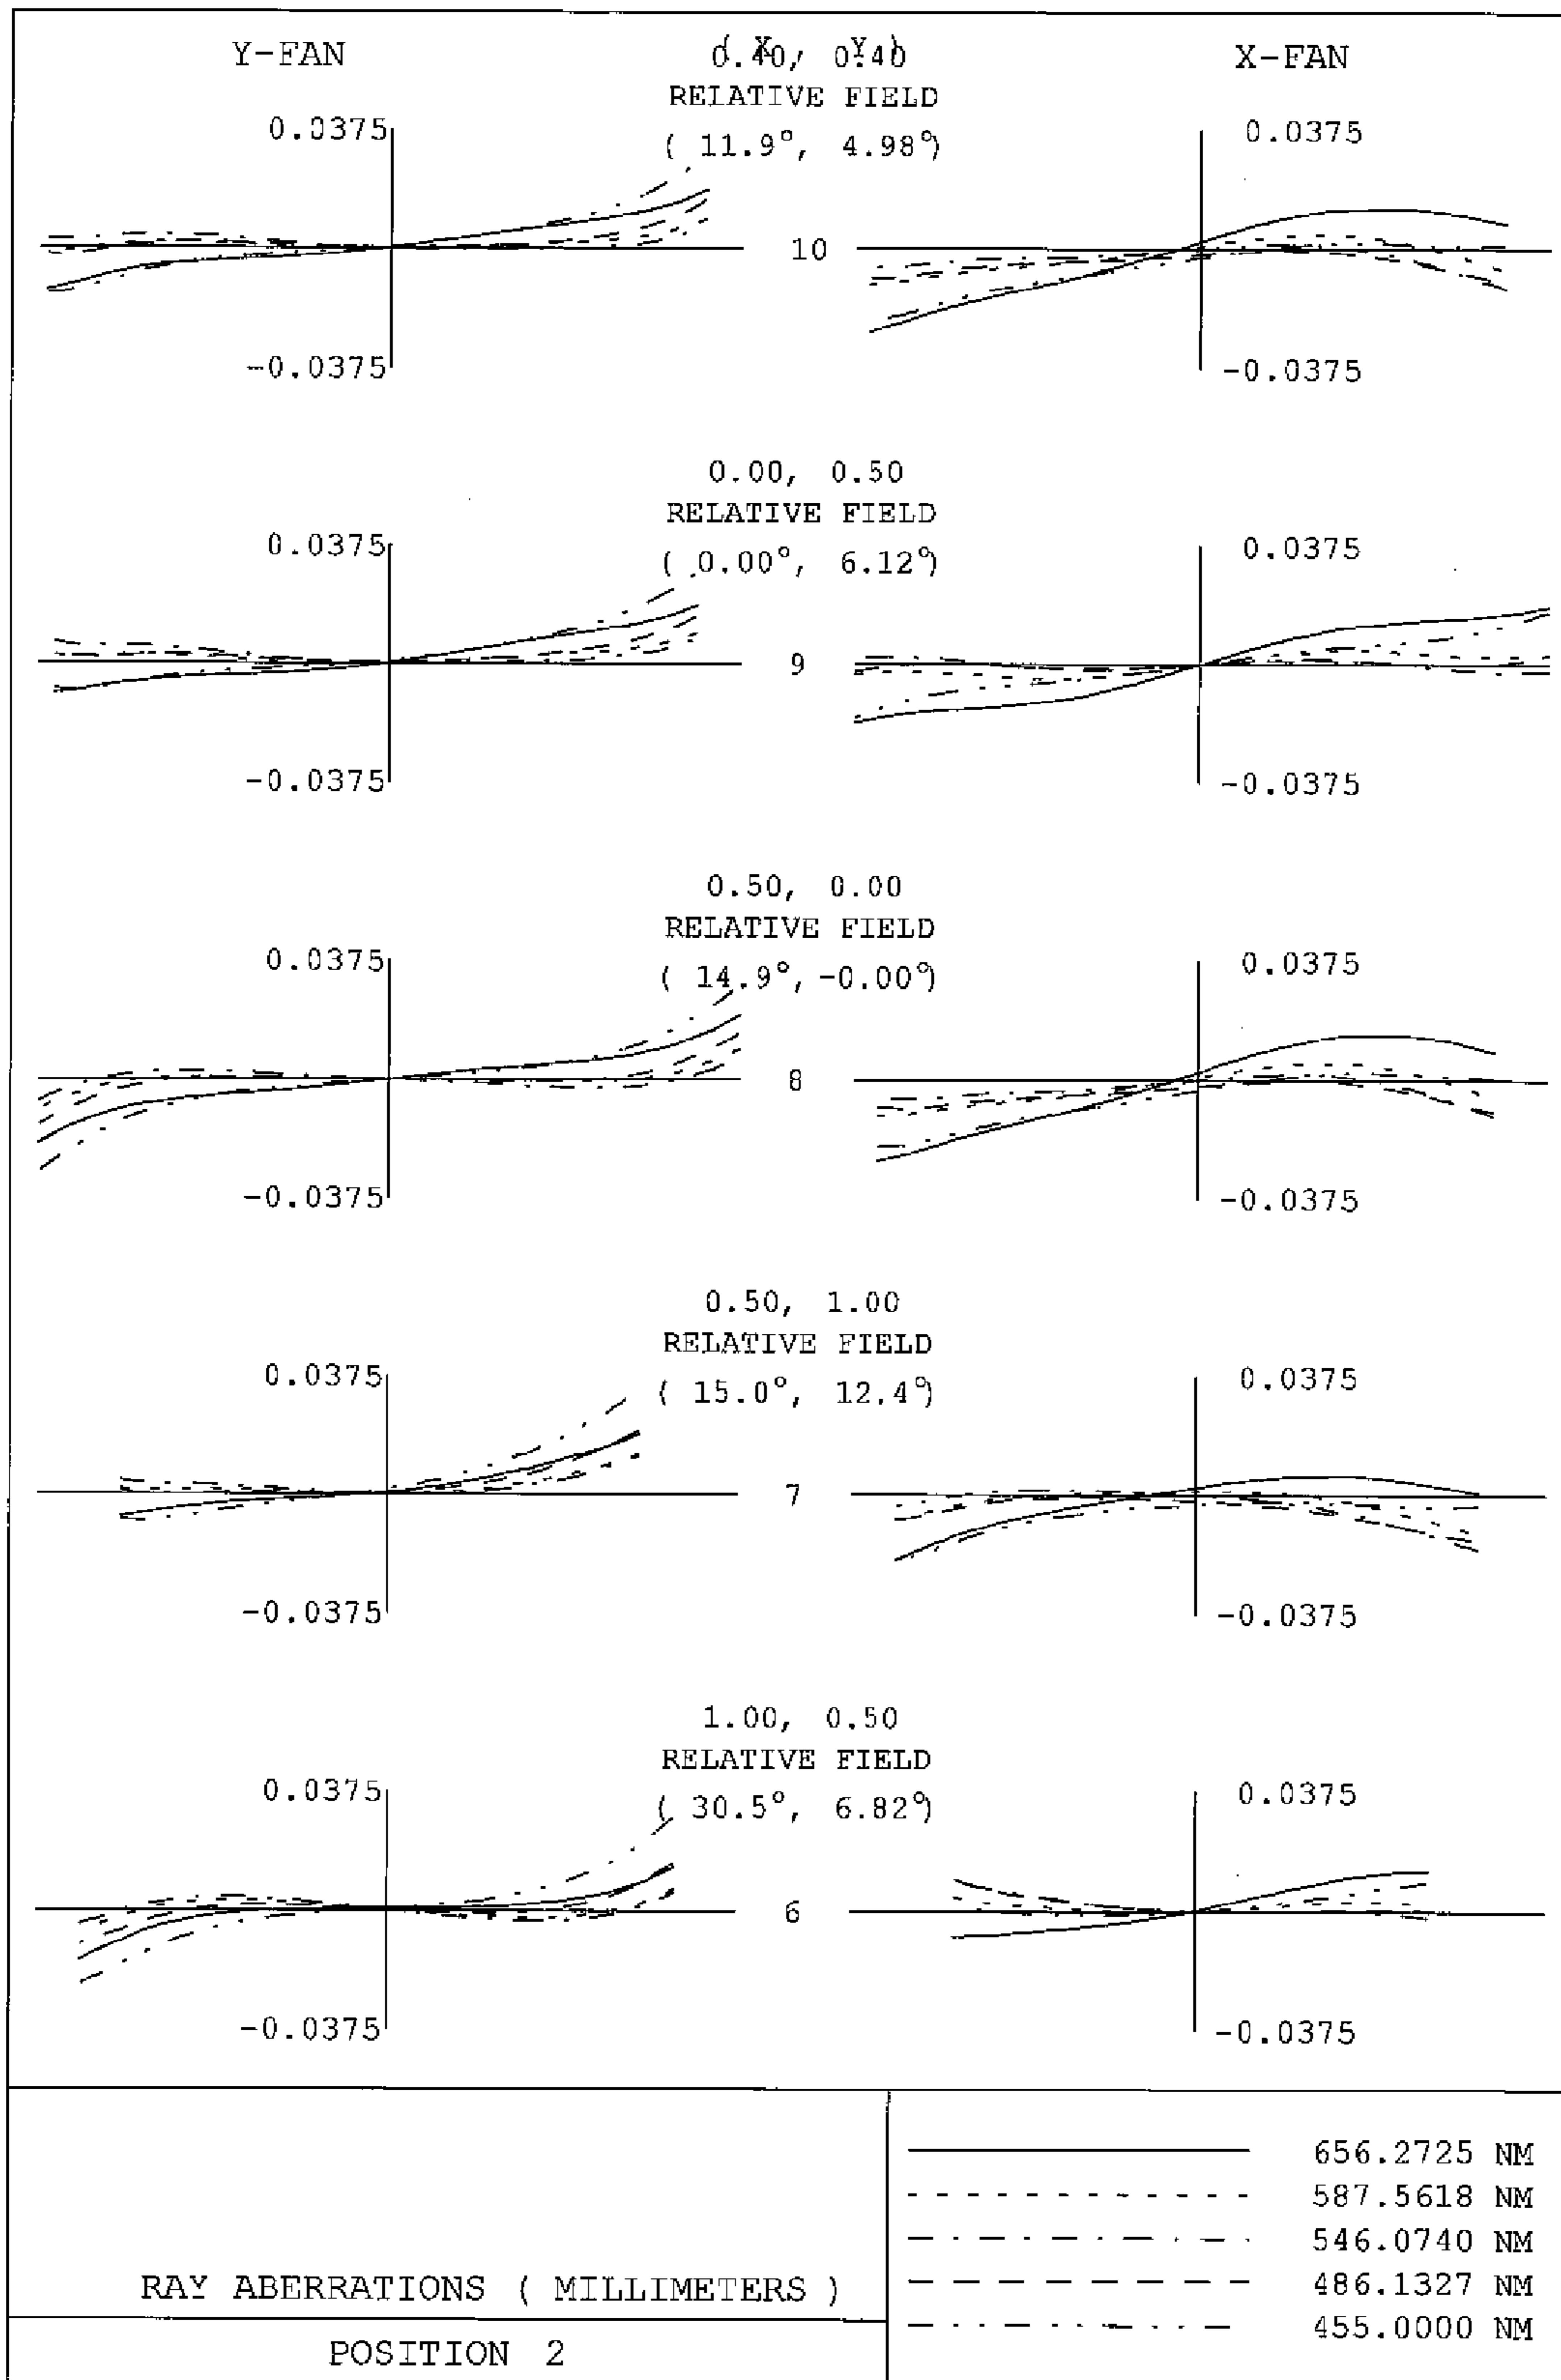 Y-FAN
( X , Y )
0.40, 0.40
X-FAN
RELATIVE FIELD
( 11.9°, 4.98°)
0.0375
0.0375
10
-0.0375
-0.0375
0.00, 0.50
RELATIVE FIELD
( 0.00°, 6.12°)
0.0375
0.0375
9
-0.0375
-0.0375
0.50, 0.00
RELATIVE FIELD
( 14.9°, -0.00°)
0.0375
0.0375
8
-0.0375
-0.0375
0.50, 1.00
RELATIVE FIELD
( 15.0°, 12.4°)
0.0375
0.0375
7
-0.0375
-0.0375
1.00, 0.50
RELATIVE FIELD
( 30.5°, 6.82°)
0.0375
0.0375
6
-0.0375
-0.0375
656.2725 NM
587.5618 NM
546.0740 NM
486.1327 NM
455.0000 NM
RAY ABERRATIONS ( MILLIMETERS )
POSITION 2